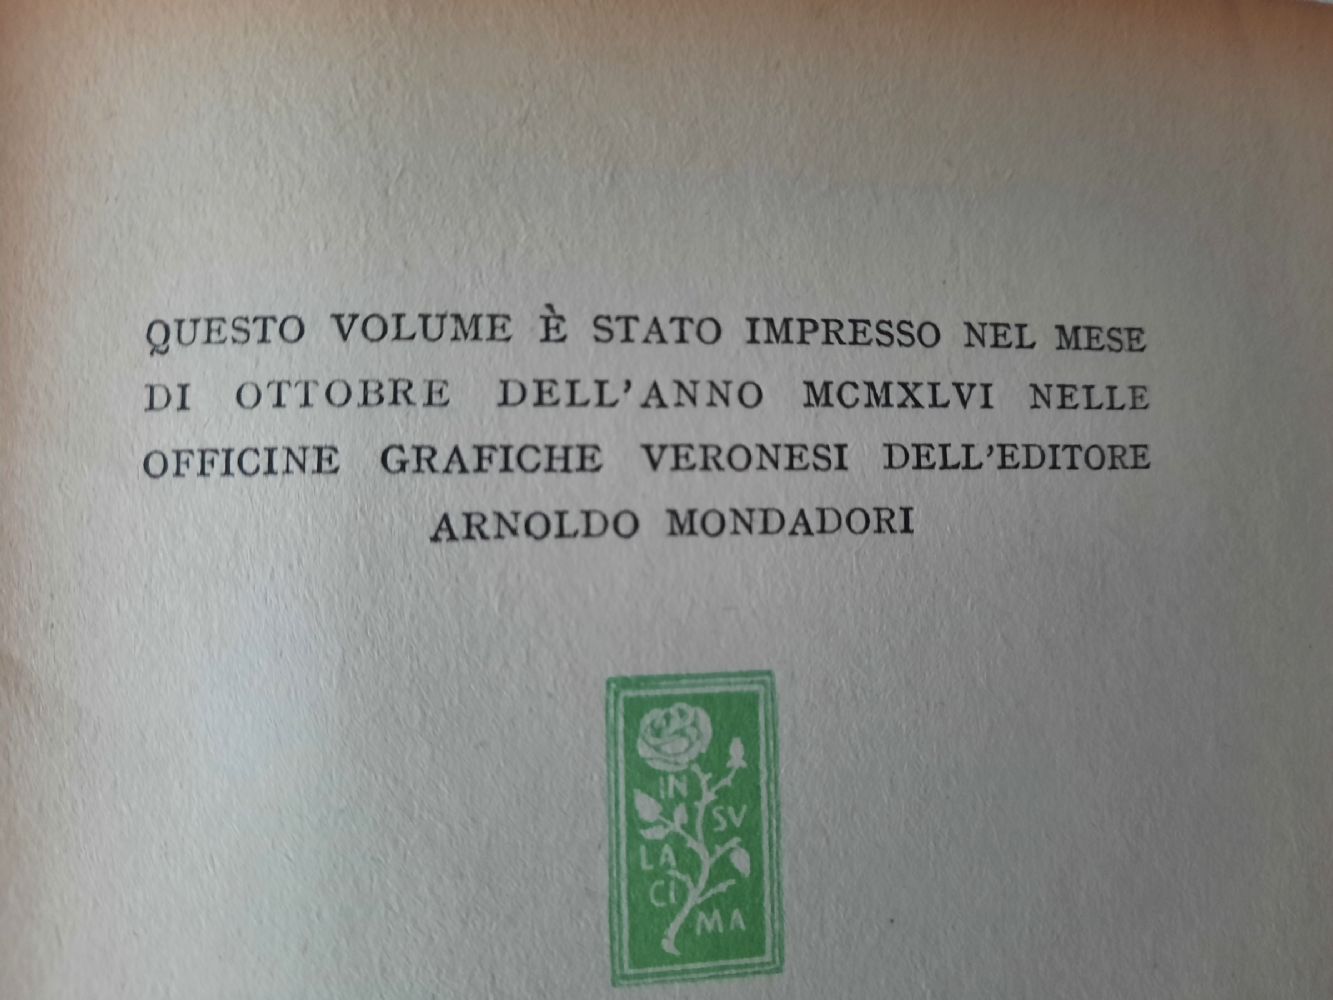 QUESTO VOLUME È STATO IMPRESSO NEL MESE
DI OTTOBRE DELL'ANNO MCMXLVI NELLE
OFFICINE GRAFICHE VERONESI DELL'EDITORE
ARNOLDO MONDADORI
IN
SV
LA
CI
MA